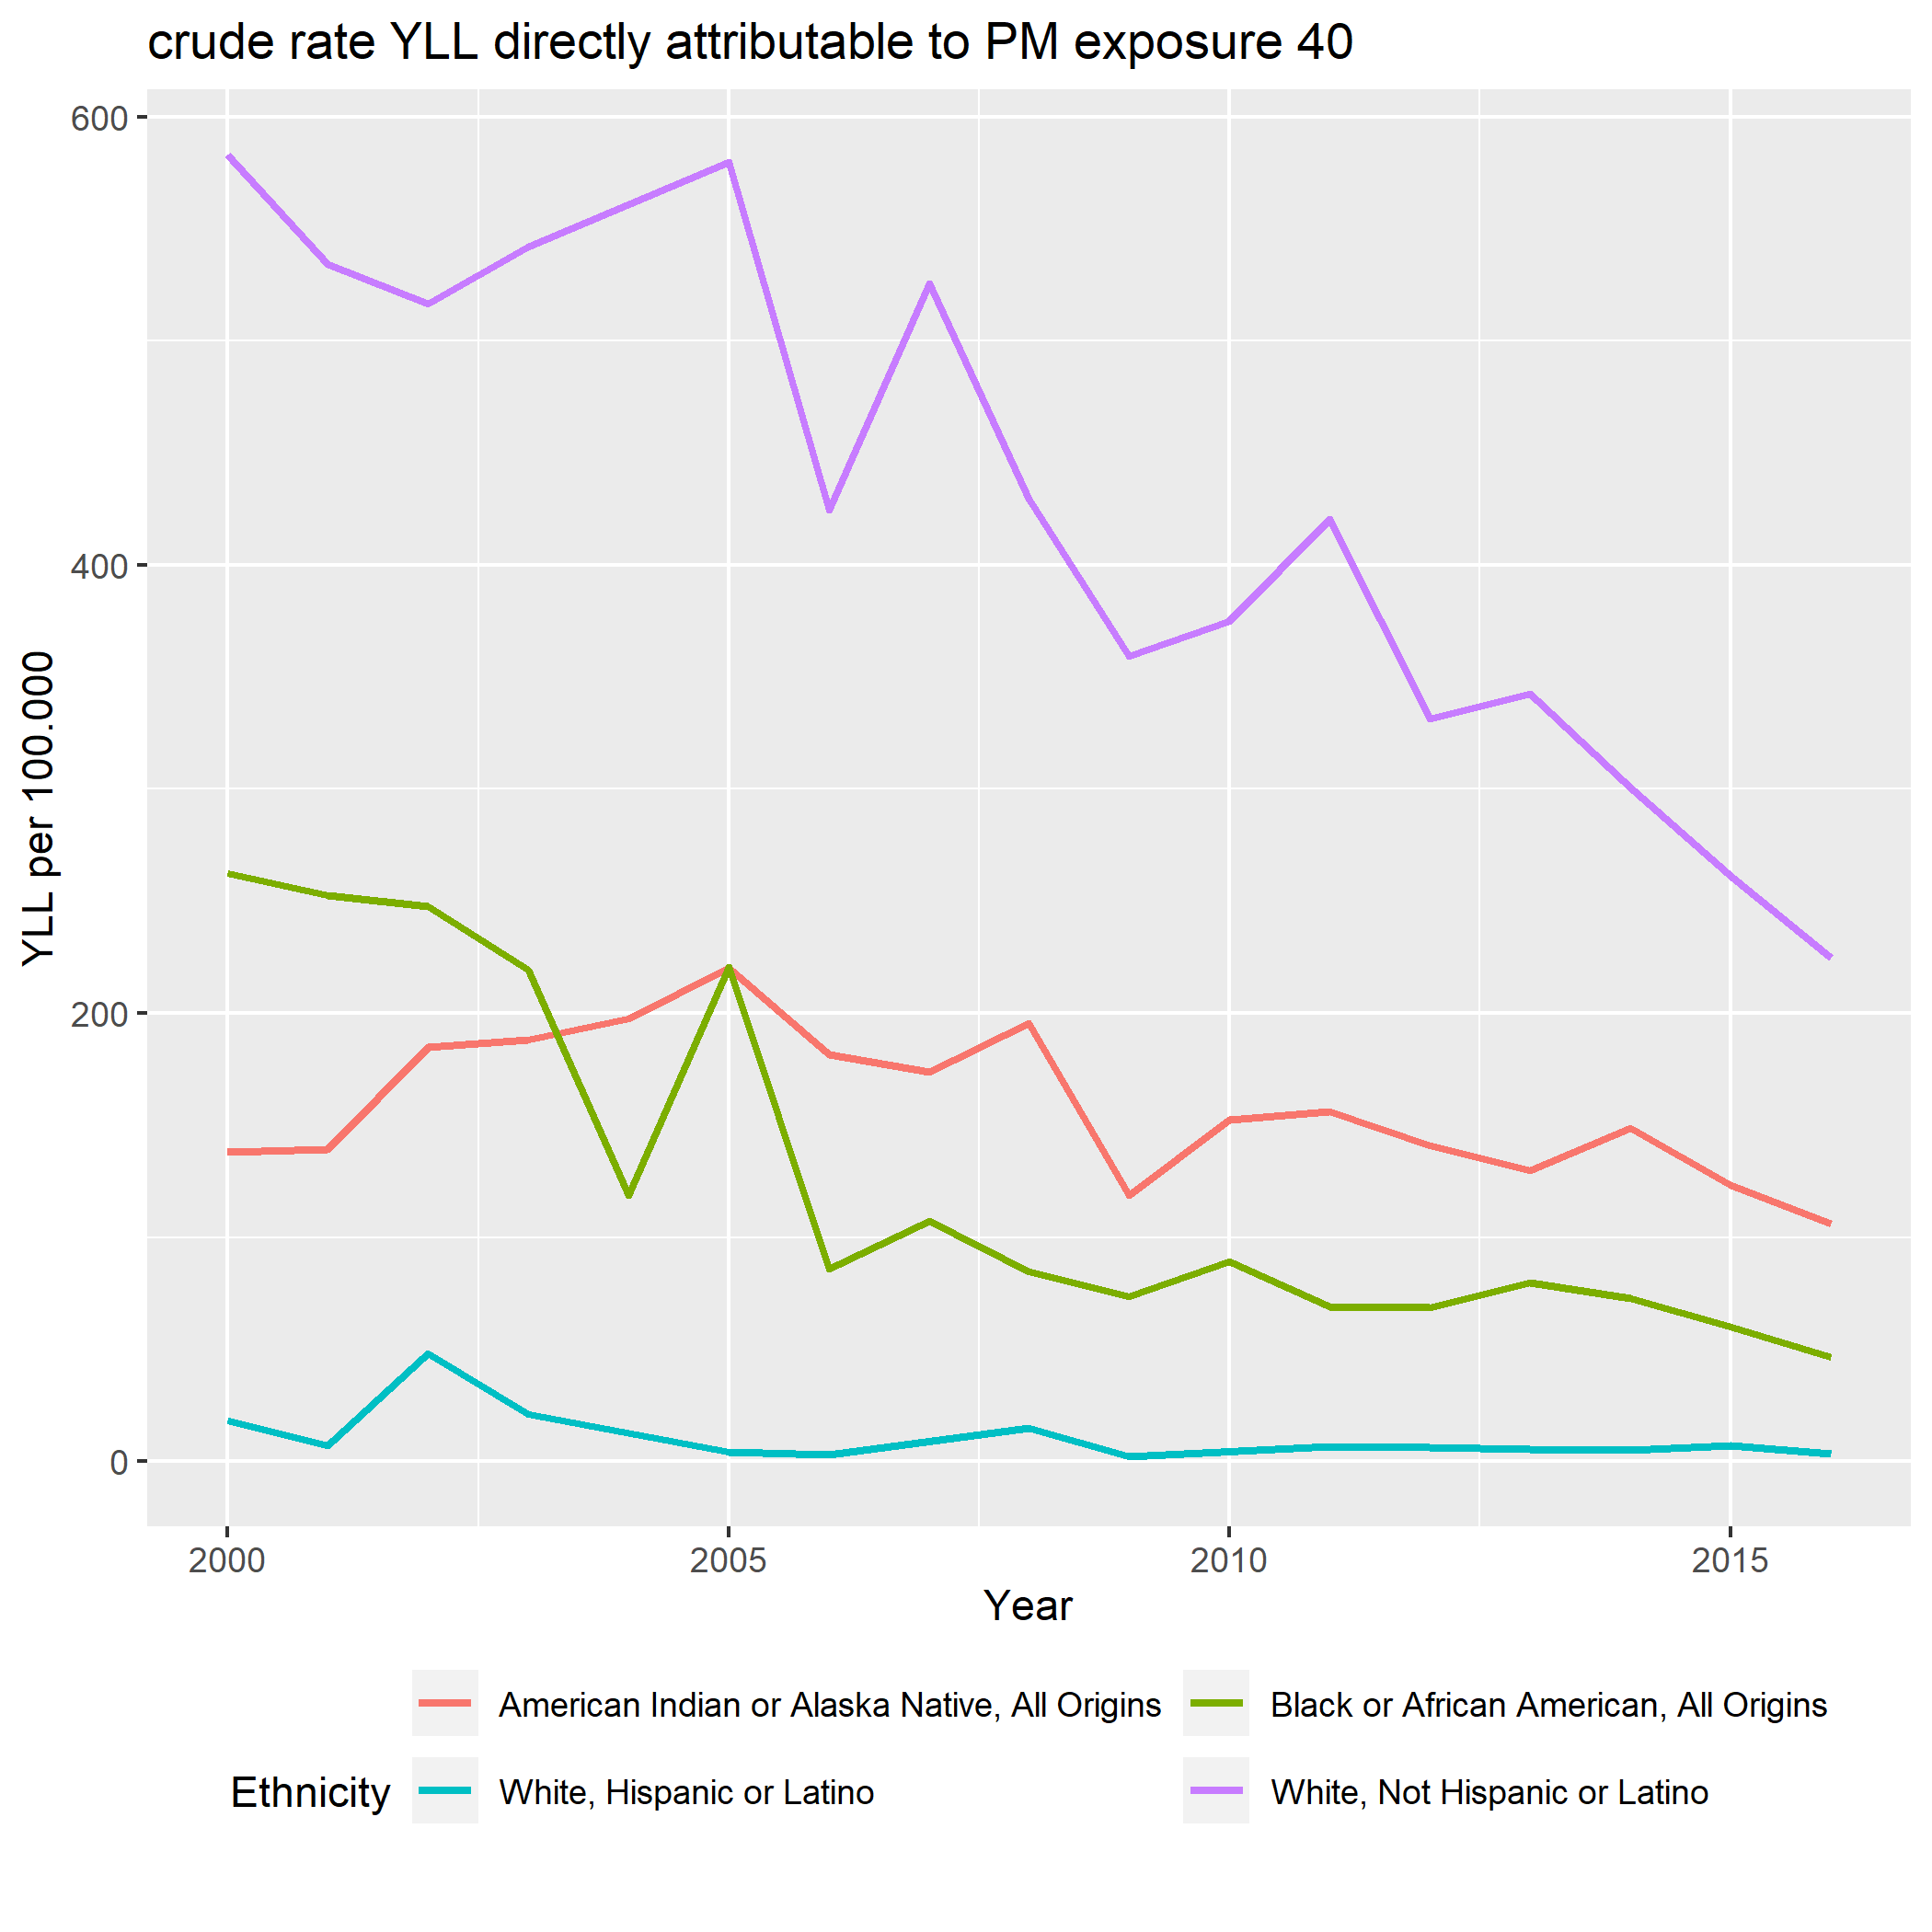 crude rate YLL directly attributable to PM exposure 40
600
400
200
0
YLL per 100.000
2000 2005 2010 2015
Year
Ethnicity
American Indian or Alaska Native, All Origins
Black or African American, All Origins
White, Hispanic or Latino
White, Not Hispanic or Latino